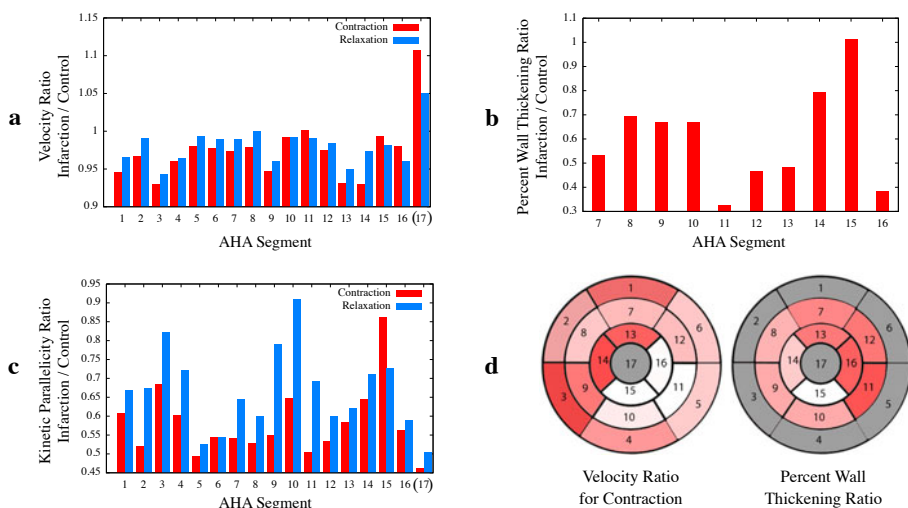 a
Velocity Ratio
Infarction / Control
1.15
1.1
1.05
1
0.95
0.9
Contraction
Relaxation
1 2 3 4 5 6 7 8 9 10 11 12 13 14 15 16 (17)
AHA Segment
b
Percent Wall Thickening Ratio
Infarction / Control
1.1
1
0.9
0.8
0.7
0.6
0.5
0.4
0.3
7 8 9 10 11 12 13 14 15 16
AHA Segment
c
Kinetic Parallelicity Ratio
Infarction / Control
0.95
0.9
0.85
0.8
0.75
0.7
0.65
0.6
0.55
0.5
0.45
Contraction
Relaxation
1 2 3 4 5 6 7 8 9 10 11 12 13 14 15 16 (17)
AHA Segment
d
1
2
7
6
8
13
12
14
17
16
3
9
15
11
5
10
4
Velocity Ratio
for Contraction
1
2
7
6
8
13
12
14
17
16
3
9
15
11
5
10
4
Percent Wall
Thickening Ratio